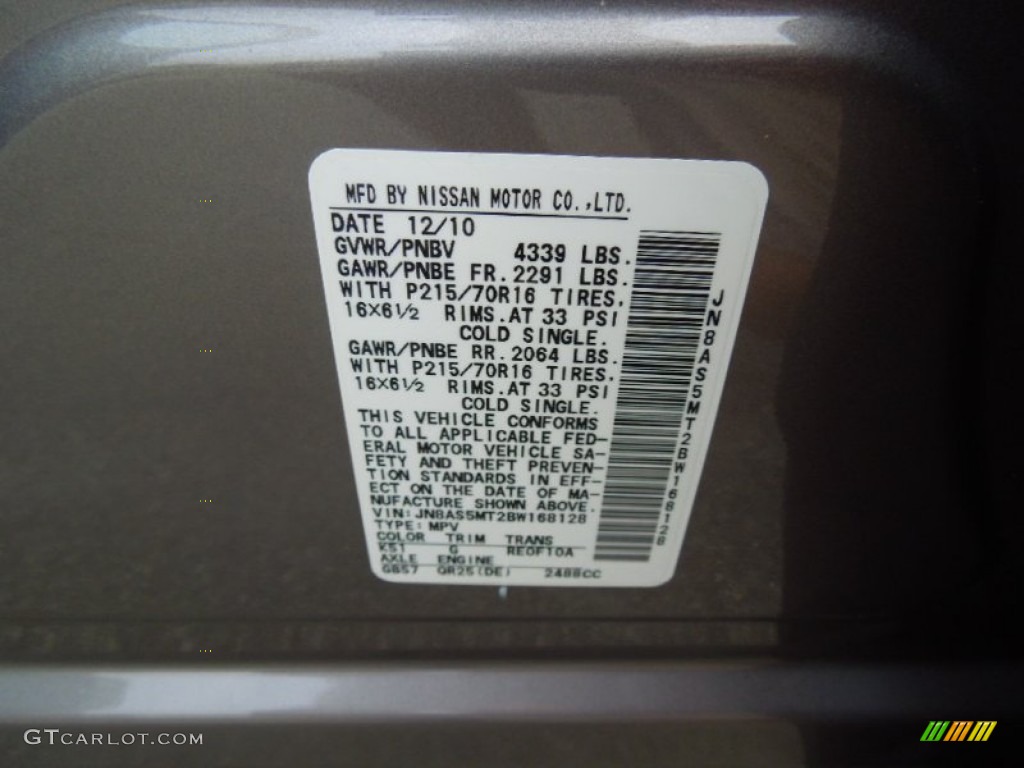 MFD BY NISSAN MOTOR CO.,LTD.
DATE 12/10
GVWR/PNBV 4339 LBS.
GAWR/PNBE FR. 2291 LBS.
WITH P215/70R16 TIRES,
16X6½ RIMS. AT 33 PSI
COLD SINGLE.
GAWR/PNBE RR. 2064 LBS.
WITH P215/70R16 TIRES.
16X6½ RIMS. AT 33 PSI
COLD SINGLE.
THIS VEHICLE CONFORMS
TO ALL APPLICABLE FED-
ERAL MOTOR VEHICLE SA-
FETY AND THEFT PREVEN-
TION STANDARDS IN EFF-
ECT ON THE DATE OF MA-
NUFACTURE SHOWN ABOVE.
VIN: JN8AS5MT2BW168128
TYPE: MPV
COLOR TRIM TRANS
K51 G RE0F10A
AXLE ENGINE
GB57 QR25(DE) 2488CC
JN8AS5MT2BW168128
GTCARLOT.COM